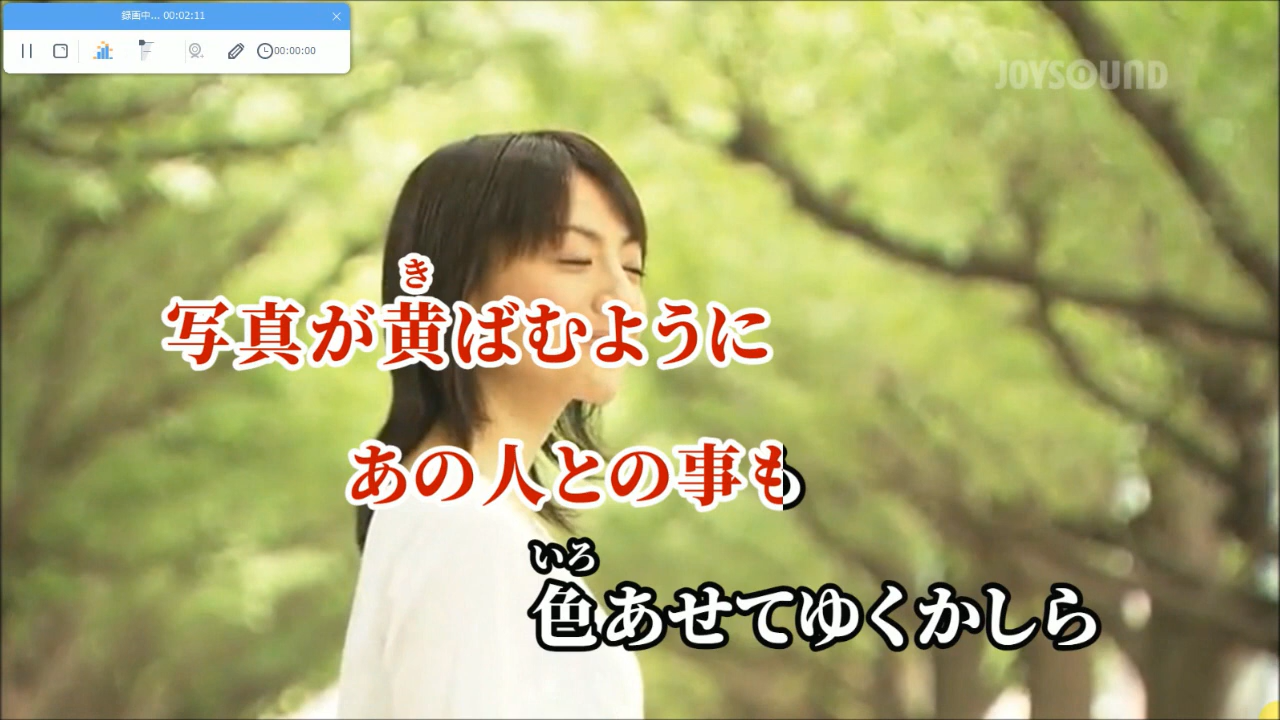 録画中... 00:02:11
00:00:00
JOYSOUND
き
写真が黄ばむように
あの人との事も
いろ
色あせてゆくかしら